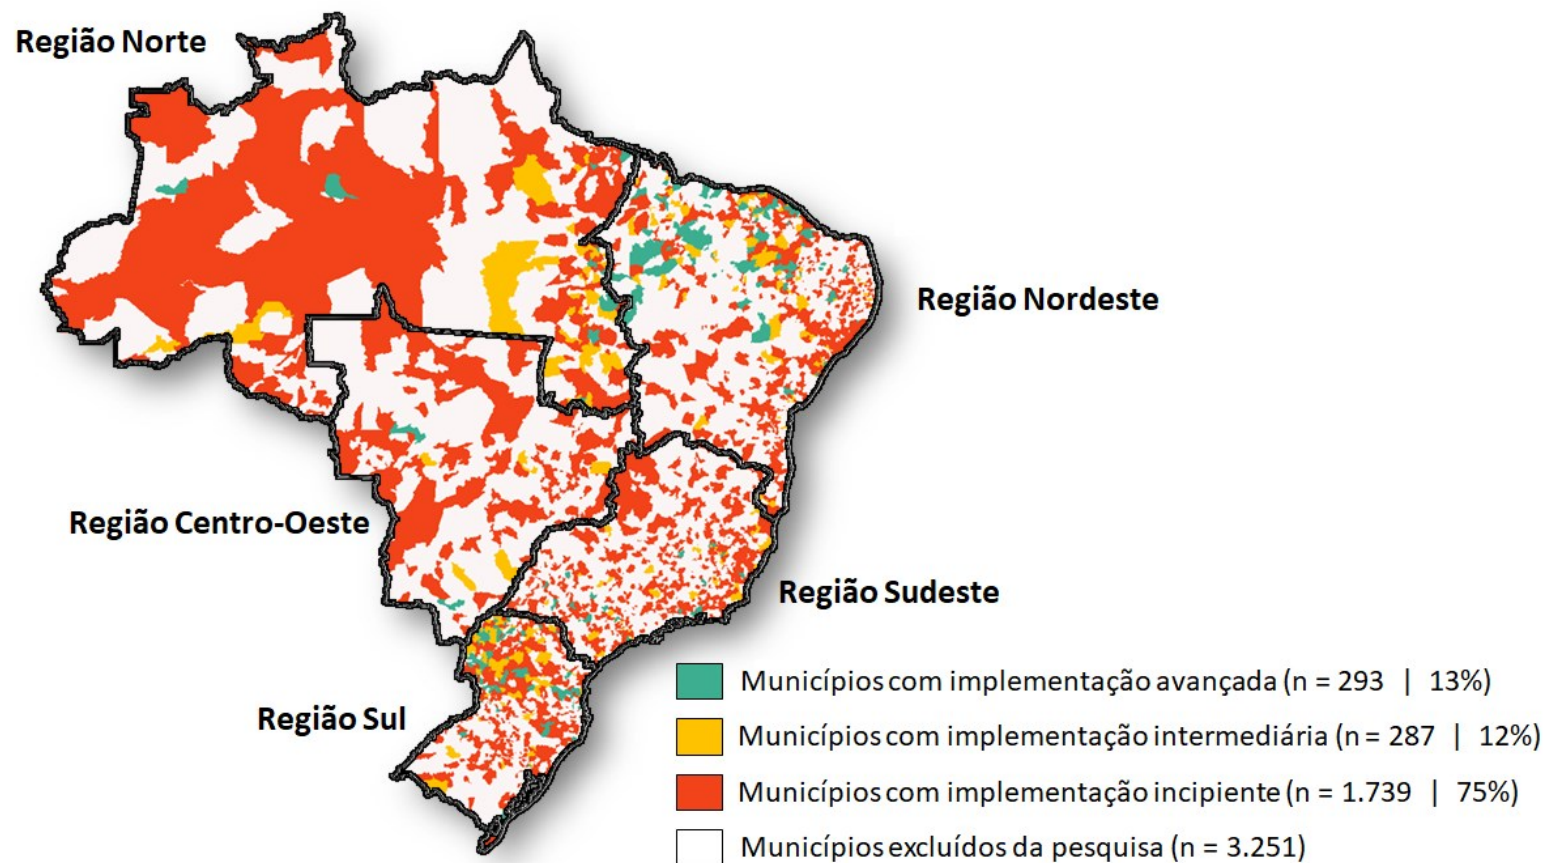 Região Norte
Região Nordeste
Região Centro-Oeste
Região Sudeste
Região Sul
Municípios com implementação avançada (n = 293 | 13%)
Municípios com implementação intermediária (n = 287 | 12%)
Municípios com implementação incipiente (n = 1.739 | 75%)
Municípios excluídos da pesquisa (n = 3.251)